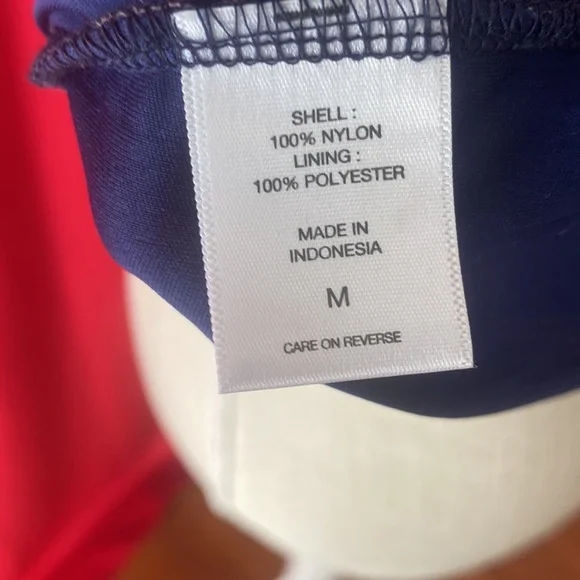 SHELL :
100% NYLON
LINING :
100% POLYESTER
MADE IN
INDONESIA
M
CARE ON REVERSE